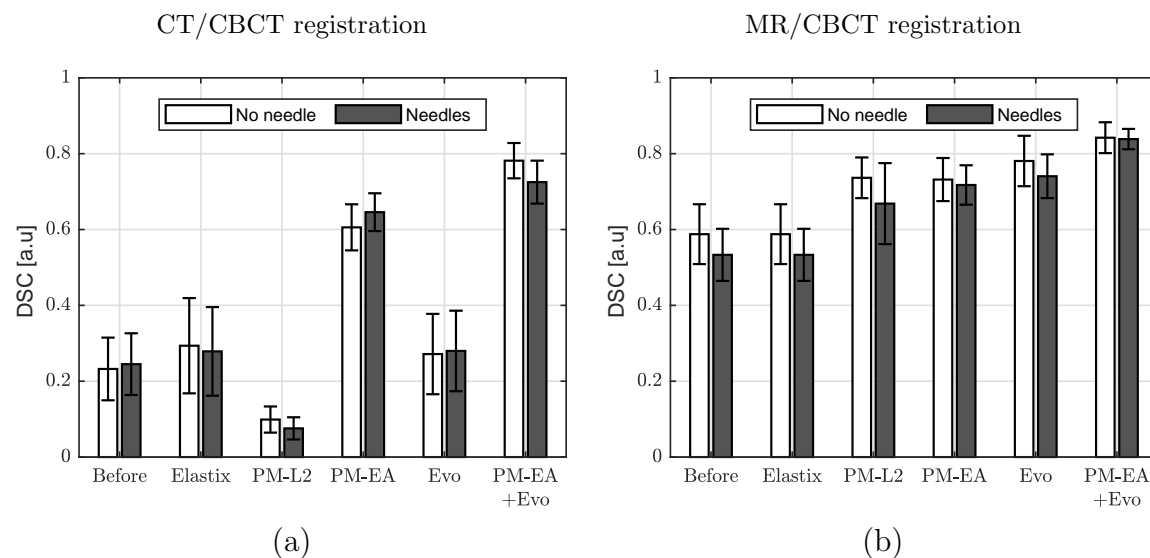 CT/CBCT registration
1
0.8
0.6
0.4
0.2
0
DSC [a.u]
No needle
Needles
Before
Elastix
PM-L2
PM-EA
Evo
PM-EA
+Evo
(a)
MR/CBCT registration
1
0.8
0.6
0.4
0.2
0
DSC [a.u]
No needle
Needles
Before
Elastix
PM-L2
PM-EA
Evo
PM-EA
+Evo
(b)